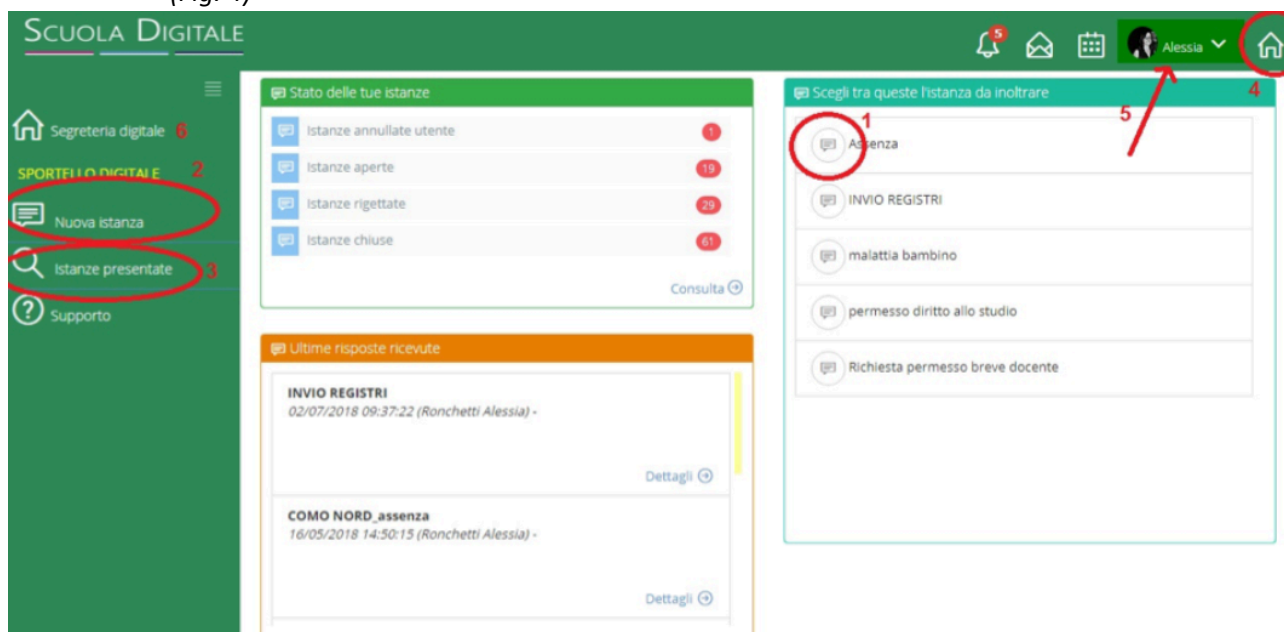 SCUOLA DIGITALE
5
Alessia
4
5
Segreteria digitale 6
SPORTELLO DIGITALE 2
Nuova istanza
Istanze presentate 3
Supporto
Stato delle tue istanze
Istanze annullate utente 1
Istanze aperte 19
Istanze rigettate 29
Istanze chiuse 61
Consulta
Ultime risposte ricevute
INVIO REGISTRI
02/07/2018 09:37:22 (Ronchetti Alessia) -
Dettagli
COMO NORD_assenza
16/05/2018 14:50:15 (Ronchetti Alessia) -
Dettagli
Scegli tra queste l'istanza da inoltrare
1
Assenza
INVIO REGISTRI
malattia bambino
permesso diritto allo studio
Richiesta permesso breve docente